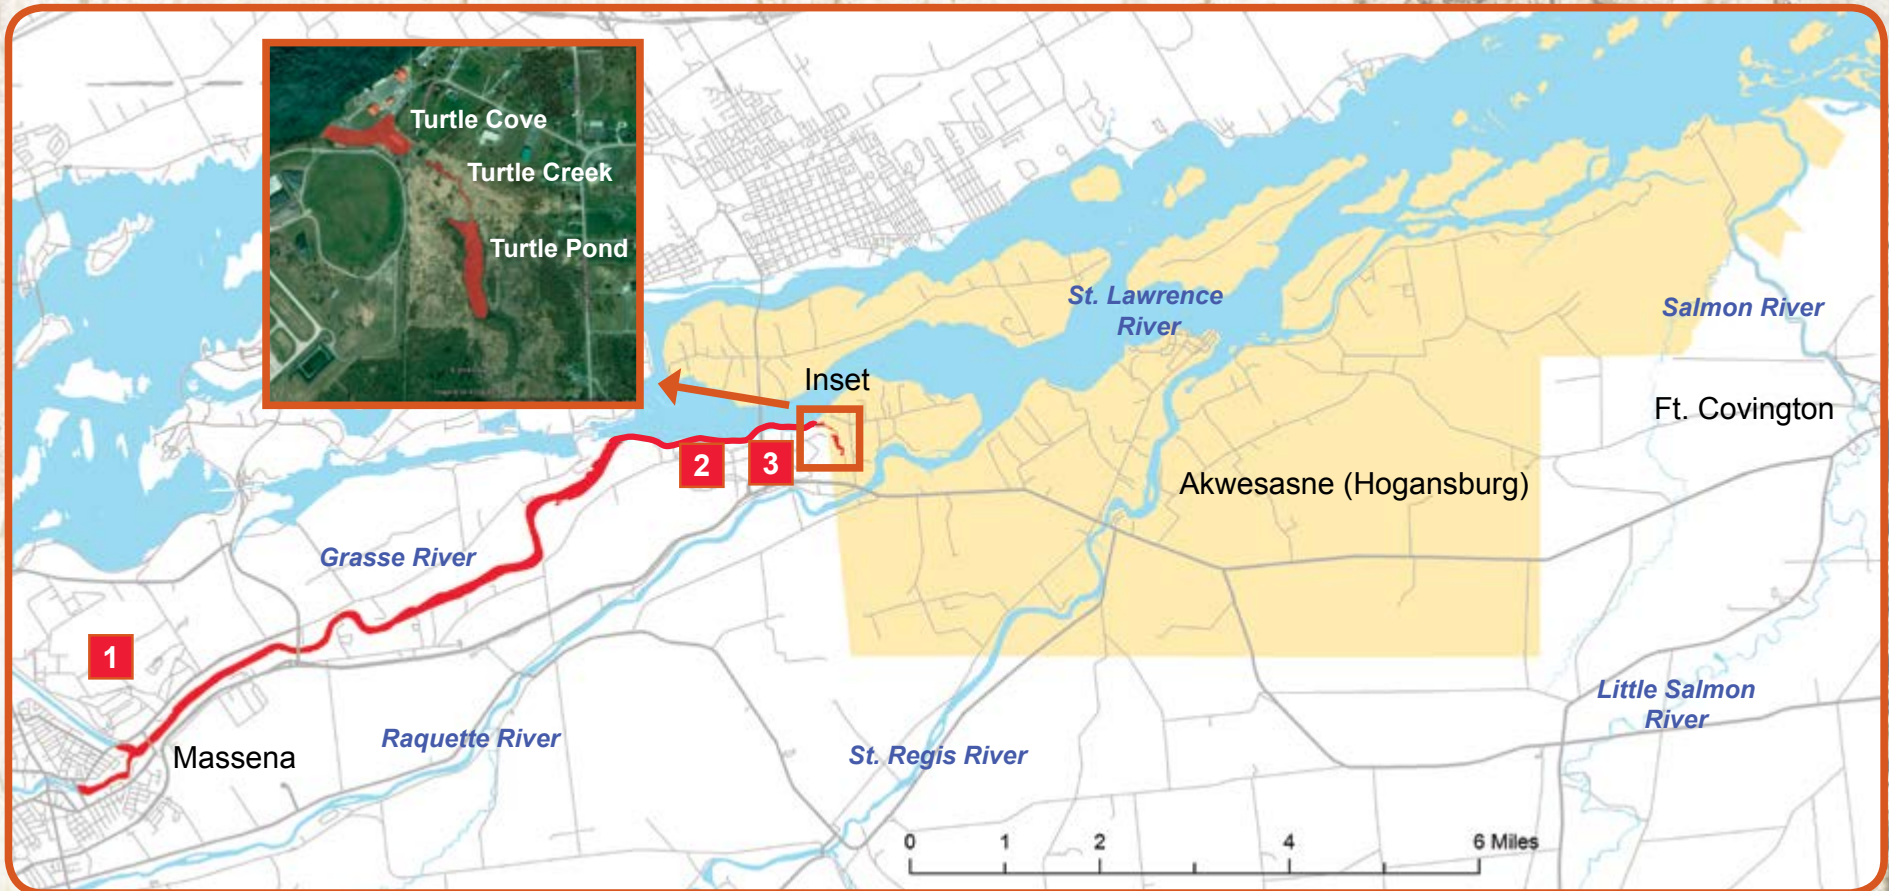 Turtle Cove
Turtle Creek
Turtle Pond
Inset
St. Lawrence
River
Salmon River
Ft. Covington
2
3
Akwesasne (Hogansburg)
Grasse River
1
Little Salmon
River
Massena
Raquette River
St. Regis River
0 1 2 4 6 Miles